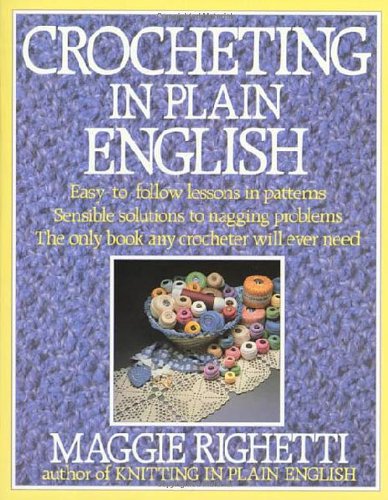 CROCHETING
IN PLAIN
ENGLISH
Easy-to-follow lessons in patterns
Sensible solutions to nagging problems
The only book any crocheter will ever need
MAGGIE RIGHETTI
author of KNITTING IN PLAIN ENGLISH